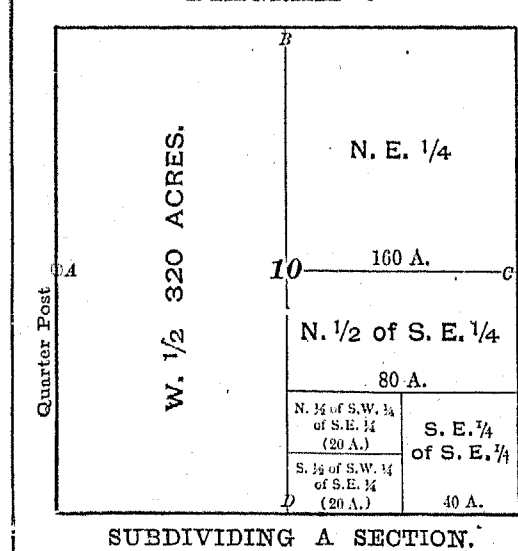 B
N. E. 1/4
W. 1/2 320 ACRES.
160 A.
A
10
C
Quarter Post
N. 1/2 of S. E. 1/4
80 A.
N. 1/2 of S.W. 1/4
of S.E. 1/4
(20 A.)
S. E. 1/4
of S. E. 1/4
S. 1/2 of S.W. 1/4
of S.E. 1/4
(20 A.)
40 A.
D
SUBDIVIDING A SECTION.